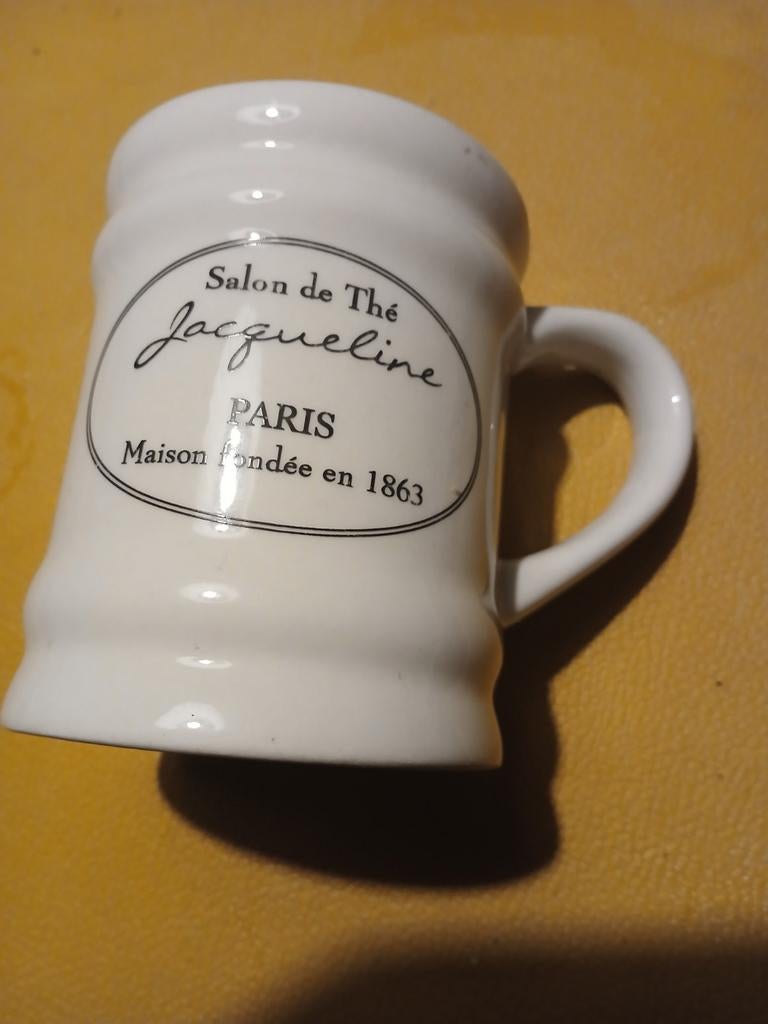 Salon de Thé
Jacqueline
PARIS
Maison fondée en 1863